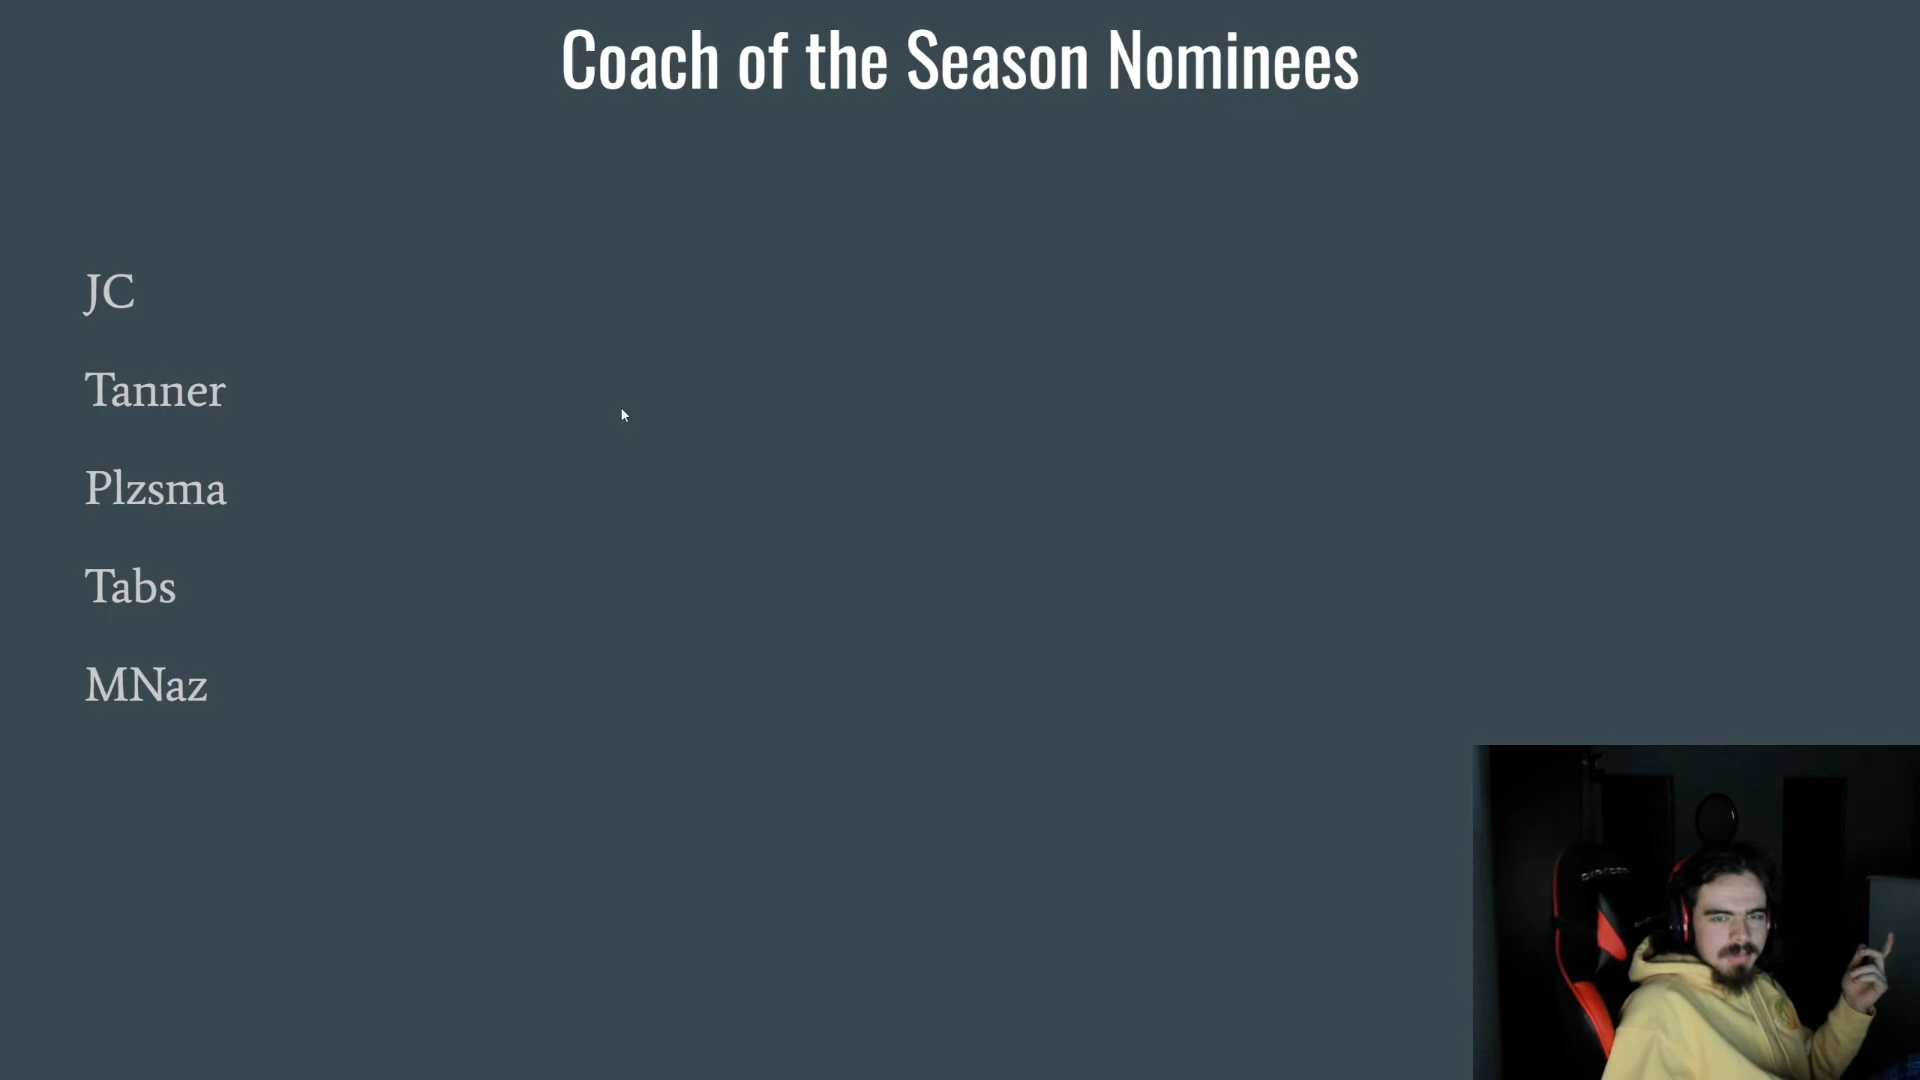 Coach of the Season Nominees
JC
Tanner
Plzsma
Tabs
MNaz